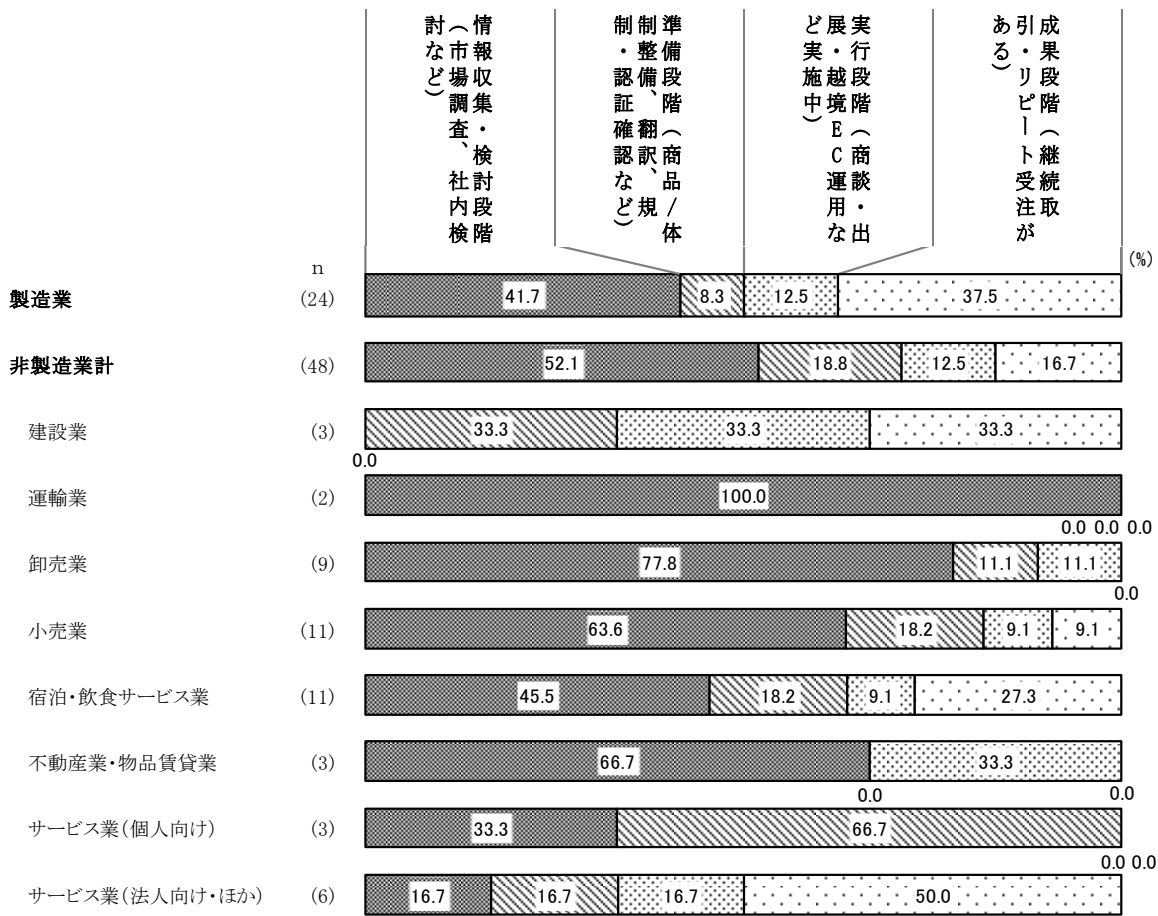 情報収集・検討段階
（市場調査、社内検
討など）
準備段階（商品/体
制整備、翻訳、規
制・認証確認など）
実行段階（商談・出
展・越境EC運用な
ど実施中）
成果段階（継続取
引・リピート受注が
ある）
(%)
n
製造業 (24) 41.7 8.3 12.5 37.5
非製造業計 (48) 52.1 18.8 12.5 16.7
建設業 (3) 33.3 33.3 33.3
0.0
運輸業 (2) 100.0
0.0 0.0 0.0
卸売業 (9) 77.8 11.1 11.1
0.0
小売業 (11) 63.6 18.2 9.1 9.1
宿泊・飲食サービス業 (11) 45.5 18.2 9.1 27.3
不動産業・物品賃貸業 (3) 66.7 33.3
0.0 0.0
サービス業（個人向け） (3) 33.3 66.7
0.0 0.0
サービス業（法人向け・ほか） (6) 16.7 16.7 16.7 50.0